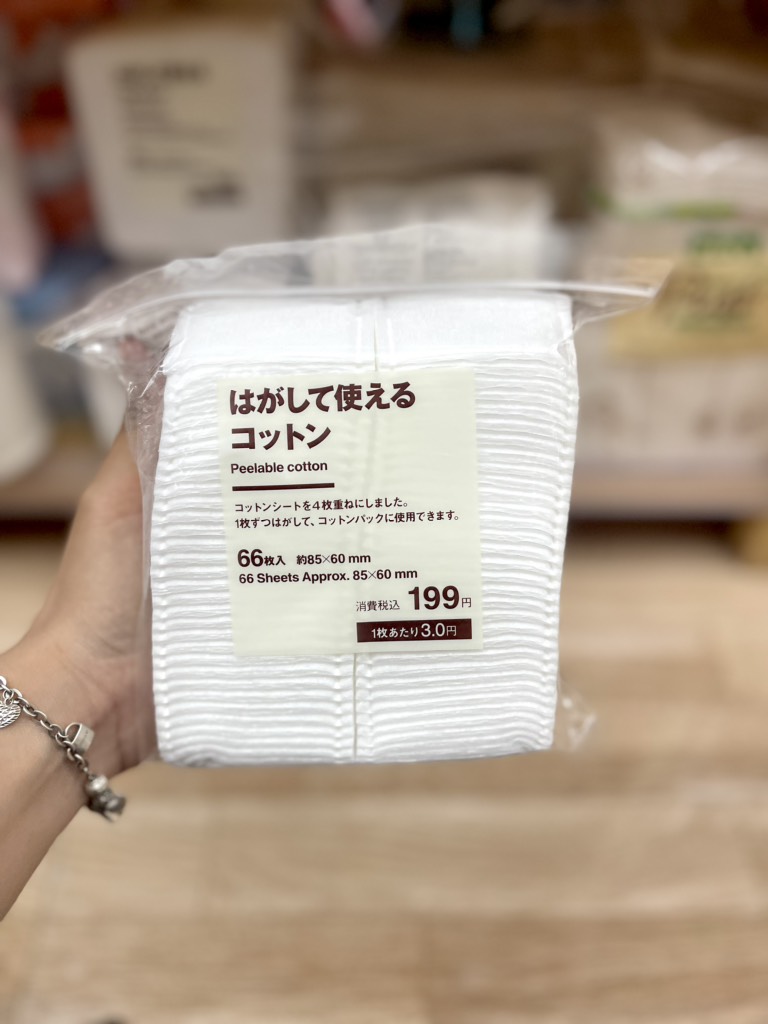 はがして使える
コットン
Peelable cotton
コットンシートを4枚重ねにしました。
1枚ずつはがして、コットンパックに使用できます。
66枚入 約85×60mm
66 Sheets Approx. 85×60mm
消費税込 199円
1枚あたり3.0円